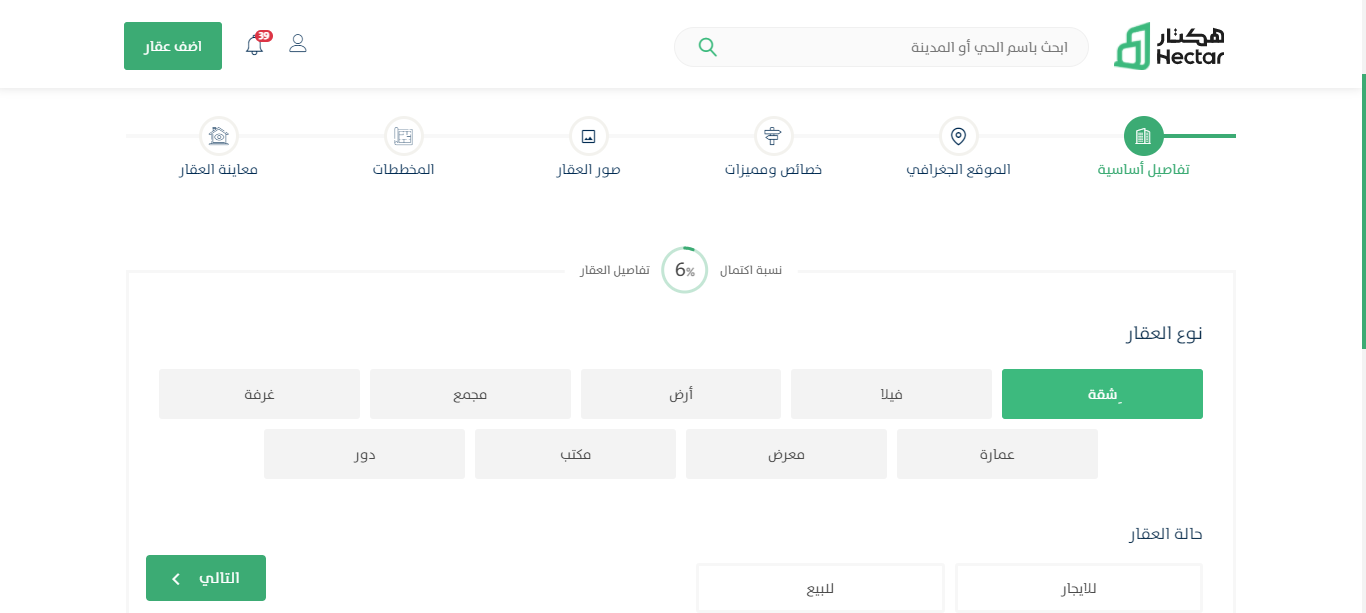 هكتار
Hectar
ابحث باسم الحي أو المدينة
39
اضف عقار
تفاصيل أساسية
الموقع الجغرافي
خصائص ومميزات
صور العقار
المخططات
معاينة العقار
نسبة اكتمال 6% تفاصيل العقار
نوع العقار
ِشقة
فيلا
أرض
مجمع
غرفة
عمارة
معرض
مكتب
دور
حالة العقار
للايجار
للبيع
التالي